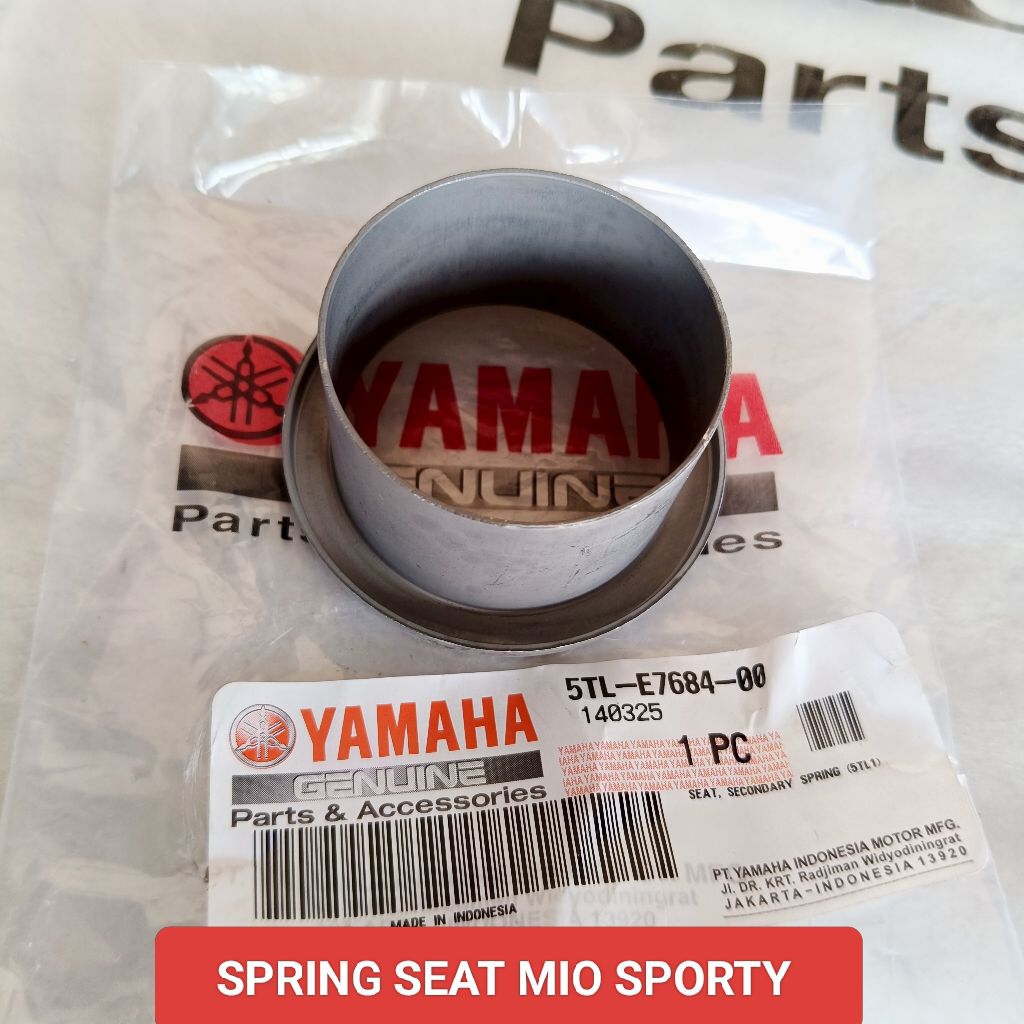 Parts
YAMAHA
GENUINE
Parts
5TL-E7684-00
140325
YAMAHA
1 PC
GENUINE
Parts & Accessories
SEAT, SECONDARY SPRING (5TL1)
PT. YAMAHA INDONESIA MOTOR MFG.
Jl. DR. KRT. Radjiman Widyodiningrat
JAKARTA-INDONESIA 13920
MADE IN INDONESIA
SPRING SEAT MIO SPORTY